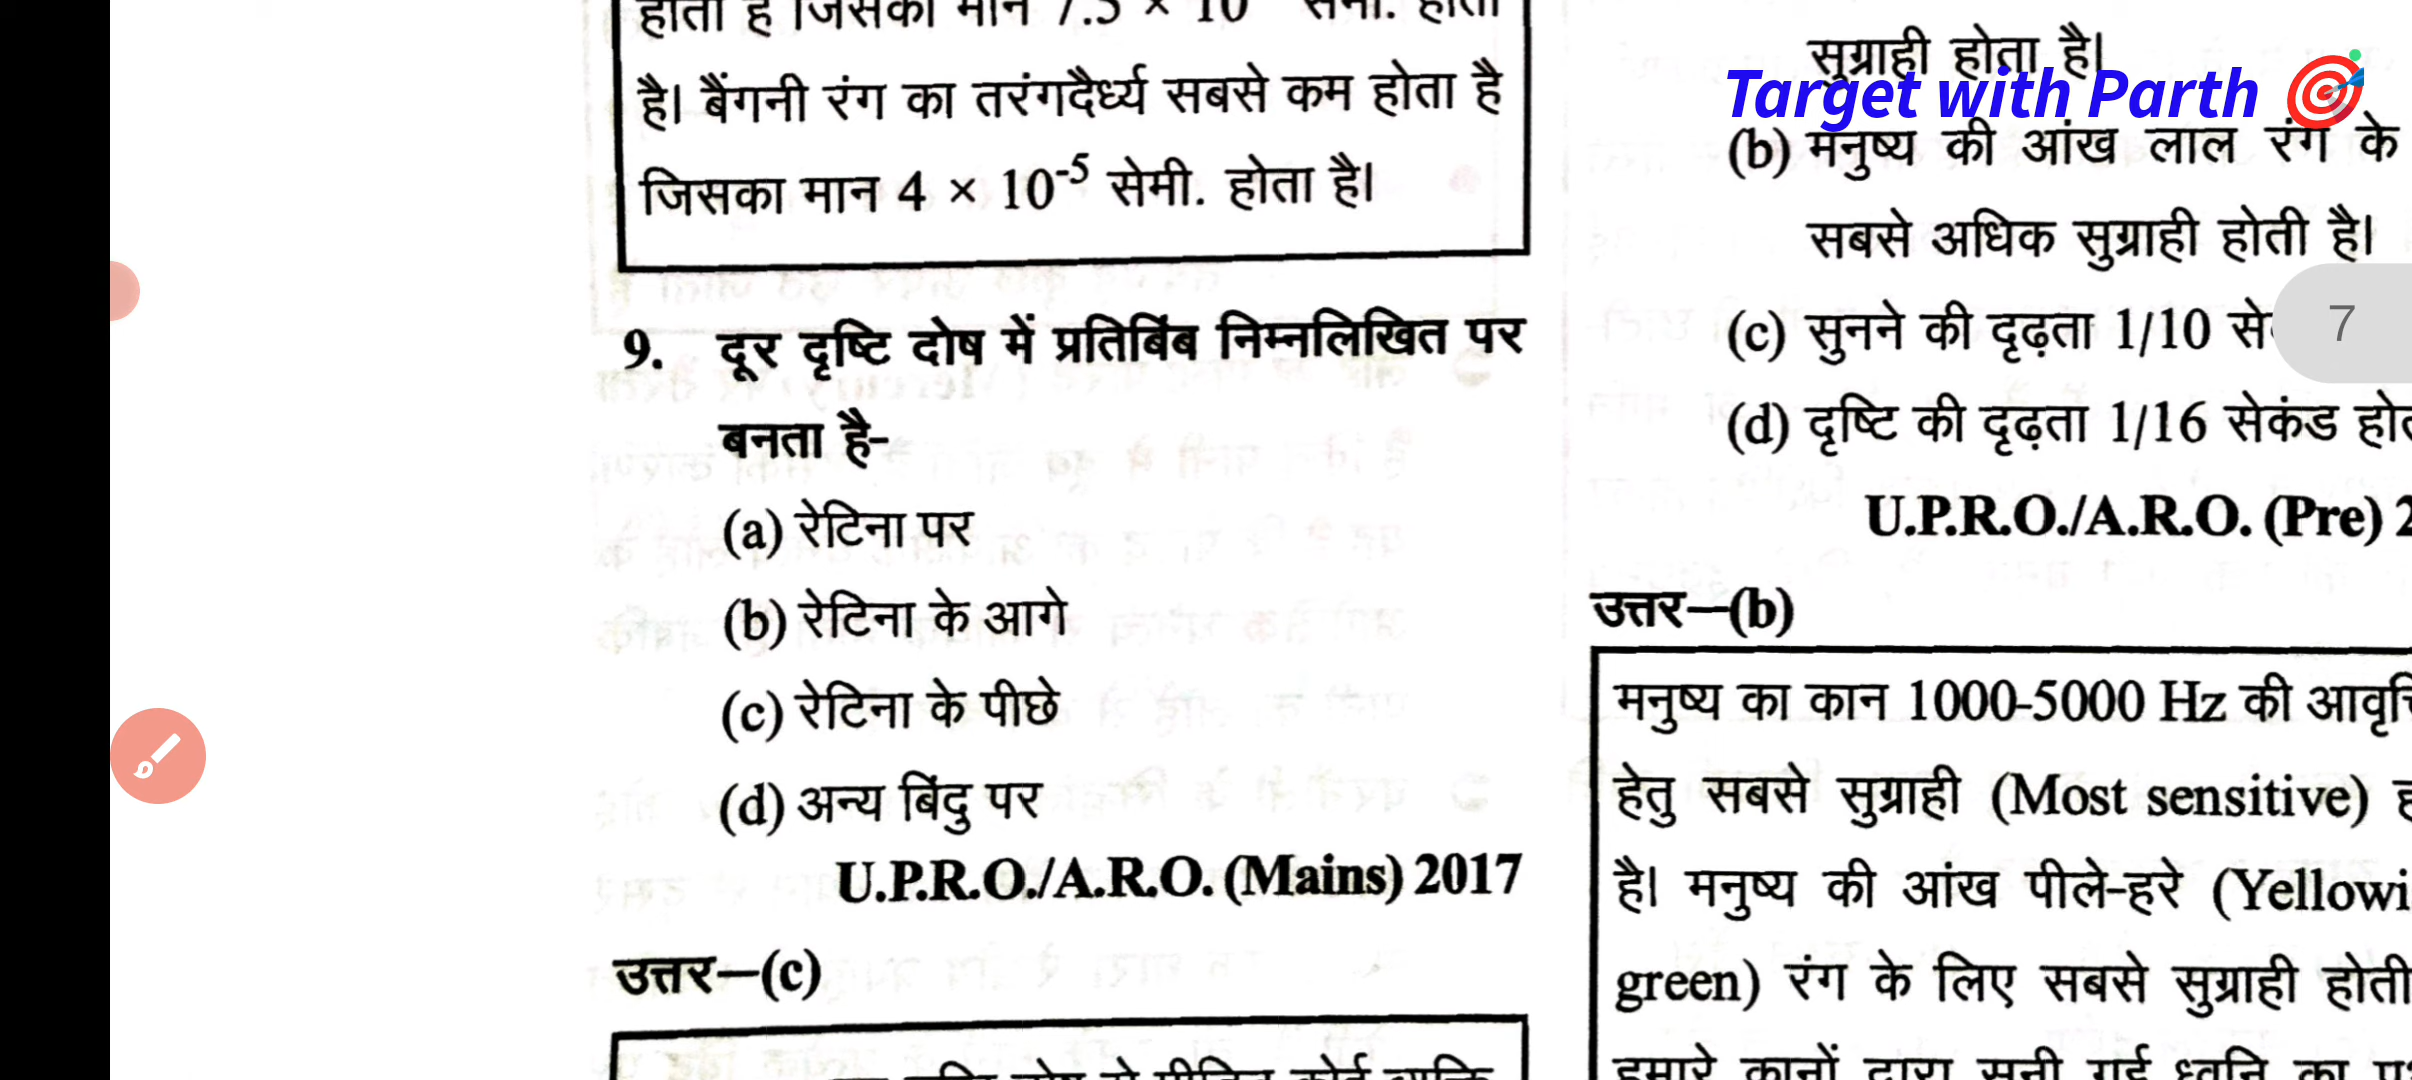 है। बैंगनी रंग का तरंगदैर्ध्य सबसे कम होता है
जिसका मान 4 × 10⁻⁵ सेमी. होता है।
9. दूर दृष्टि दोष में प्रतिबिंब निम्नलिखित पर
बनता है-
(a) रेटिना पर
(b) रेटिना के आगे
(c) रेटिना के पीछे
(d) अन्य बिंदु पर
U.P.R.O./A.R.O. (Mains) 2017
उत्तर—(c)
सुग्राही होता है।
Target with Parth
(b) मनुष्य की आंख लाल रंग के
सबसे अधिक सुग्राही होती है।
(c) सुनने की दृढ़ता 1/10
7
(d) दृष्टि की दृढ़ता 1/16 सेकंड
U.P.R.O./A.R.O. (Pre)
उत्तर—(b)
मनुष्य का कान 1000-5000 Hz की
हेतु सबसे सुग्राही (Most sensitive)
है। मनुष्य की आंख पीले-हरे
green) रंग के लिए सबसे सुग्राही होती